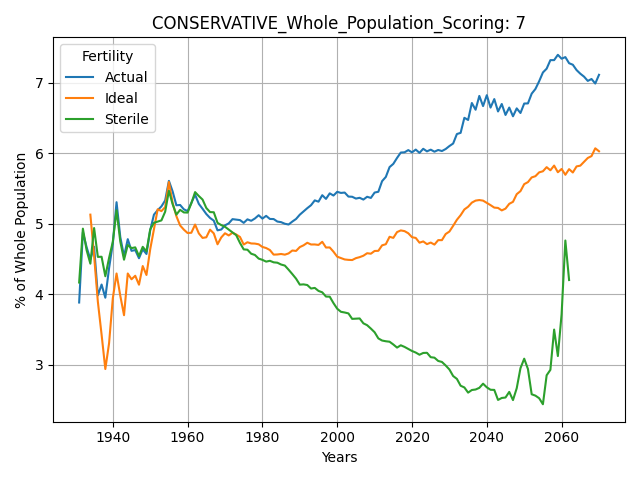 CONSERVATIVE_Whole_Population_Scoring: 7
Fertility
Actual
Ideal
Sterile
% of Whole Population
7
6
5
4
3
1940 1960 1980 2000 2020 2040 2060
Years